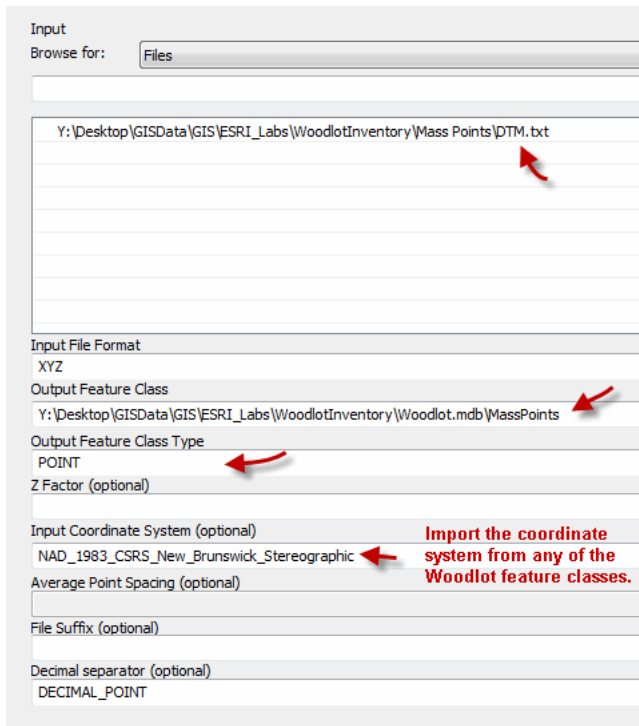 Input
Browse for: Files
Y:\Desktop\GISData\GIS\ESRI_Labs\WoodlotInventory\Mass Points\DTM.txt
Input File Format
XYZ
Output Feature Class
Y:\Desktop\GISData\GIS\ESRI_Labs\WoodlotInventory\Woodlot.mdb\MassPoints
Output Feature Class Type
POINT
Z Factor (optional)
Input Coordinate System (optional)
NAD_1983_CSRS_New_Brunswick_Stereographic
Import the coordinate
system from any of the
Woodlot feature classes.
Average Point Spacing (optional)
File Suffix (optional)
Decimal separator (optional)
DECIMAL_POINT